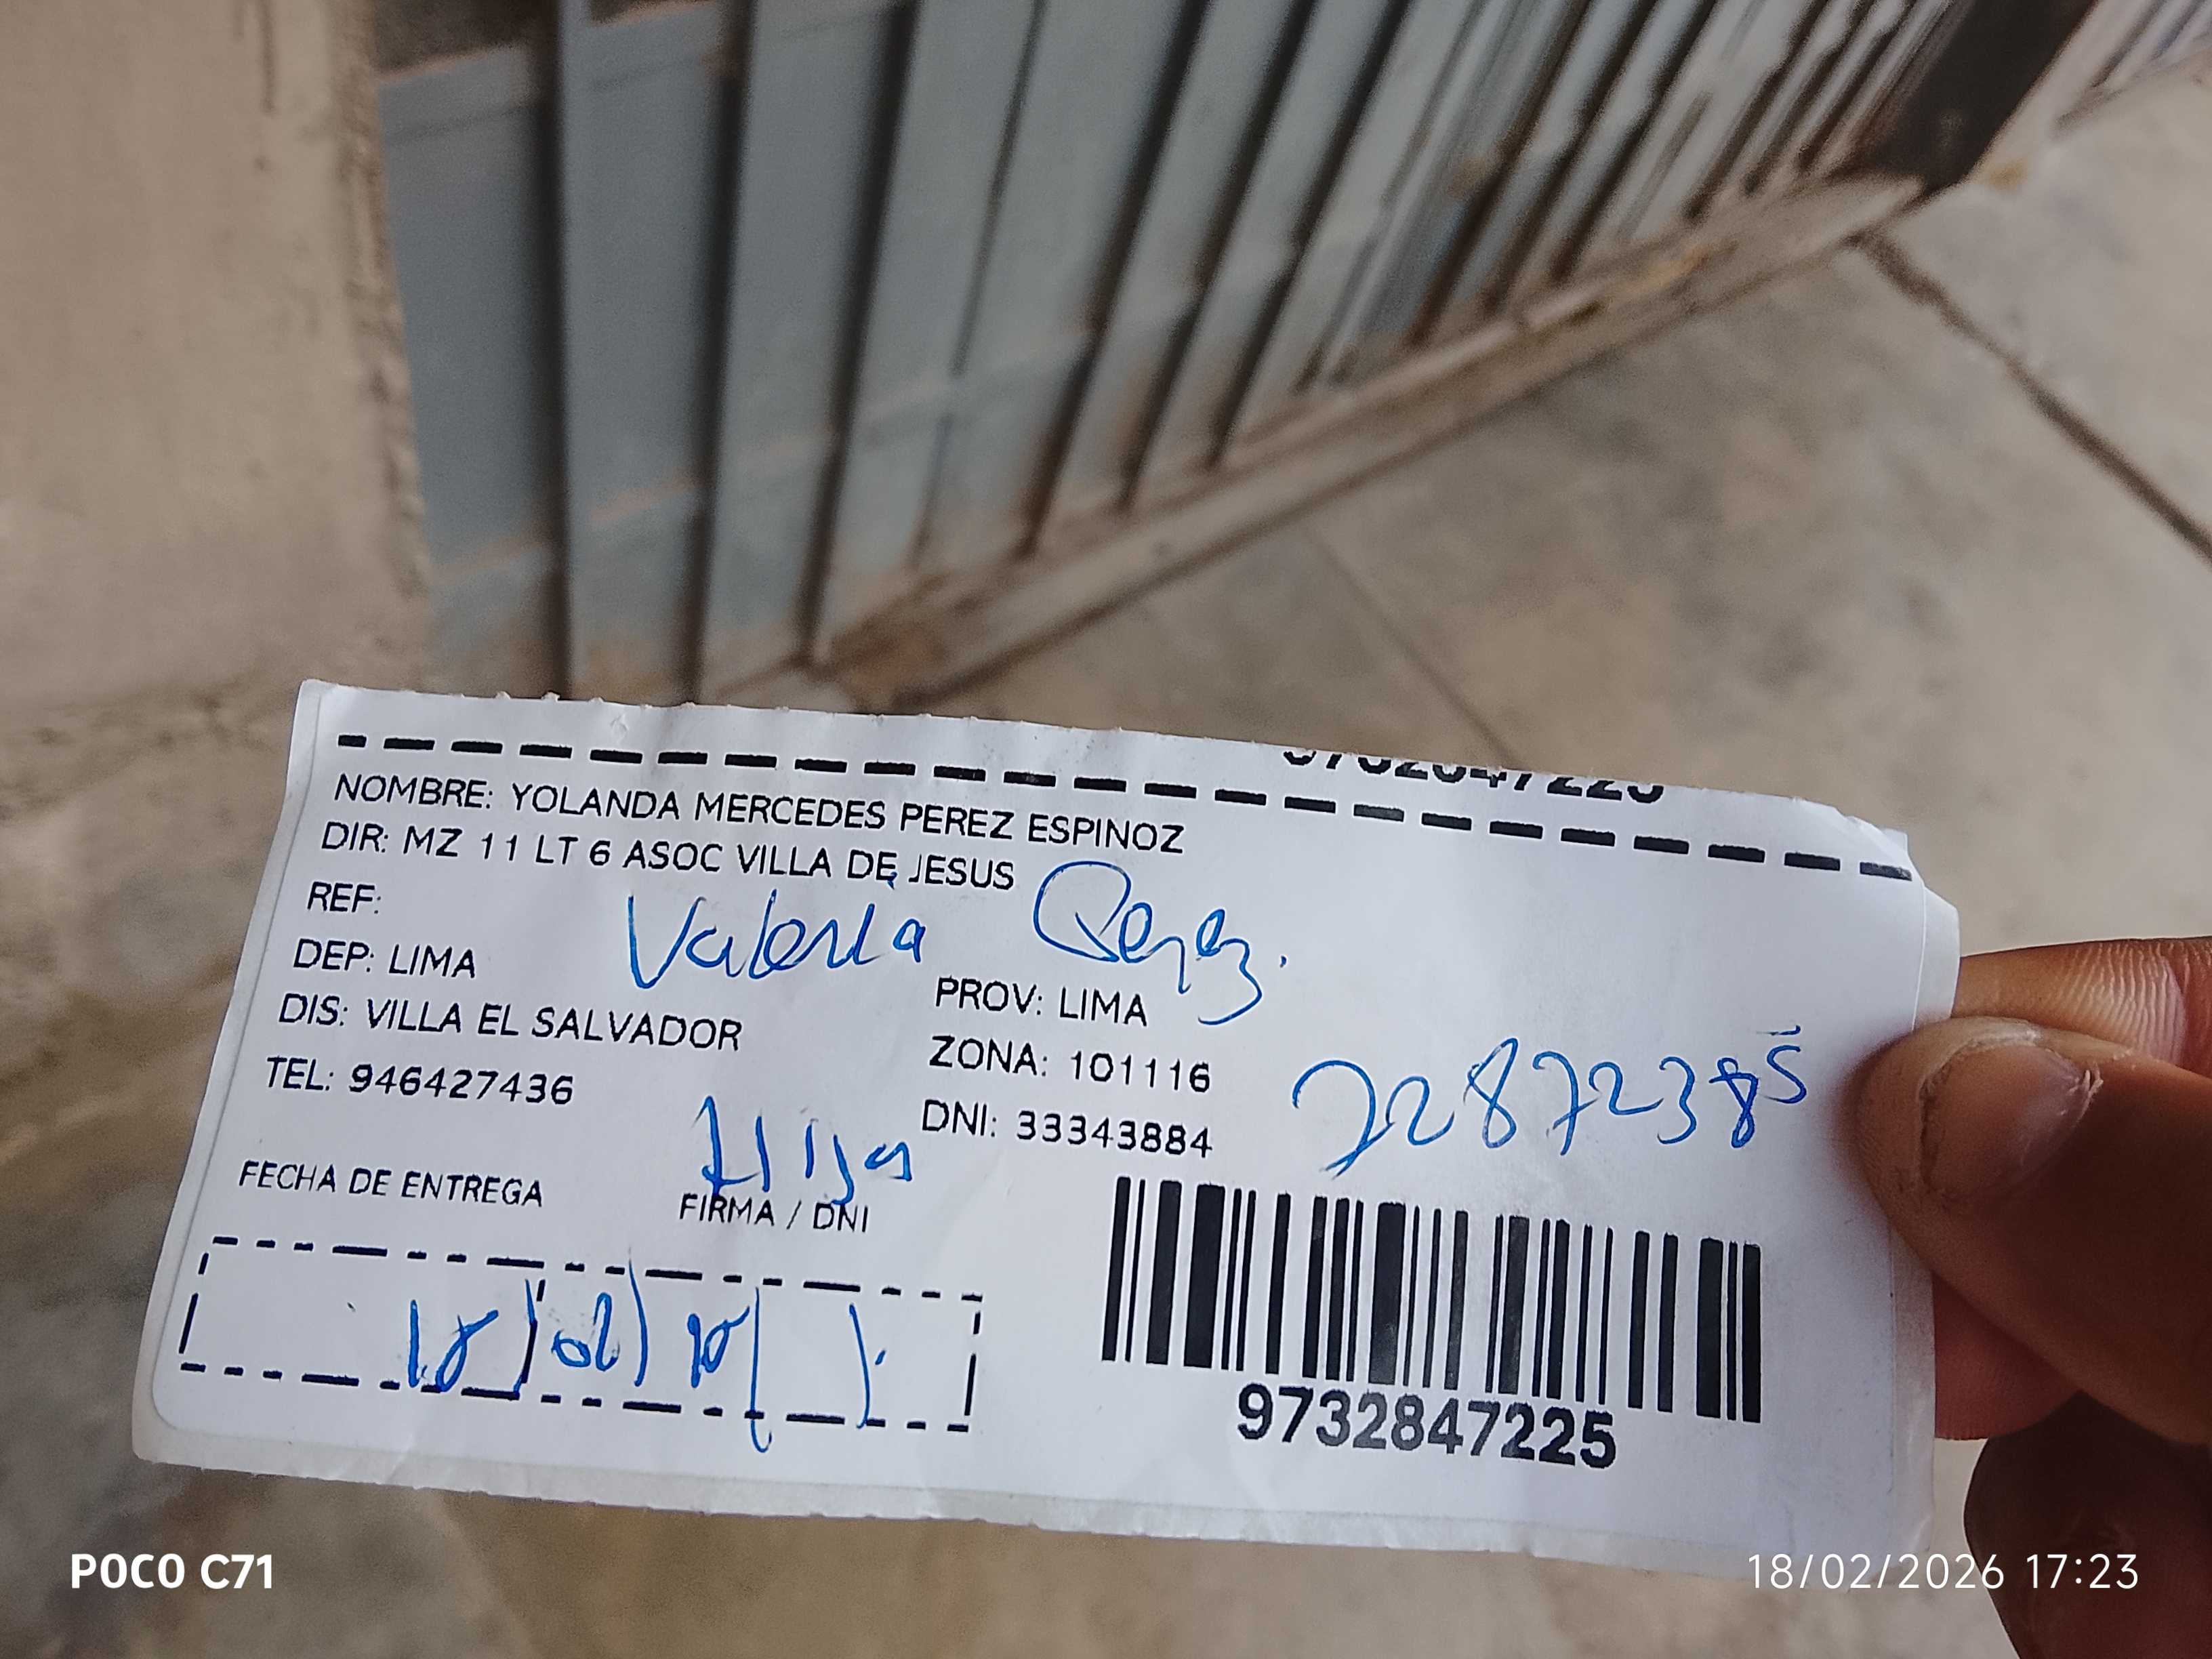 9732847225
NOMBRE: YOLANDA MERCEDES PEREZ ESPINOZ
DIR: MZ 11 LT 6 ASOC VILLA DE JESUS
REF:
Valeria Perez.
DEP: LIMA PROV: LIMA
DIS: VILLA EL SALVADOR ZONA: 101116
TEL: 946427436 DNI: 33343884
72872385
Hija
FECHA DE ENTREGA FIRMA / DNI
18/02/
9732847225
POCO C71
18/02/2026 17:23